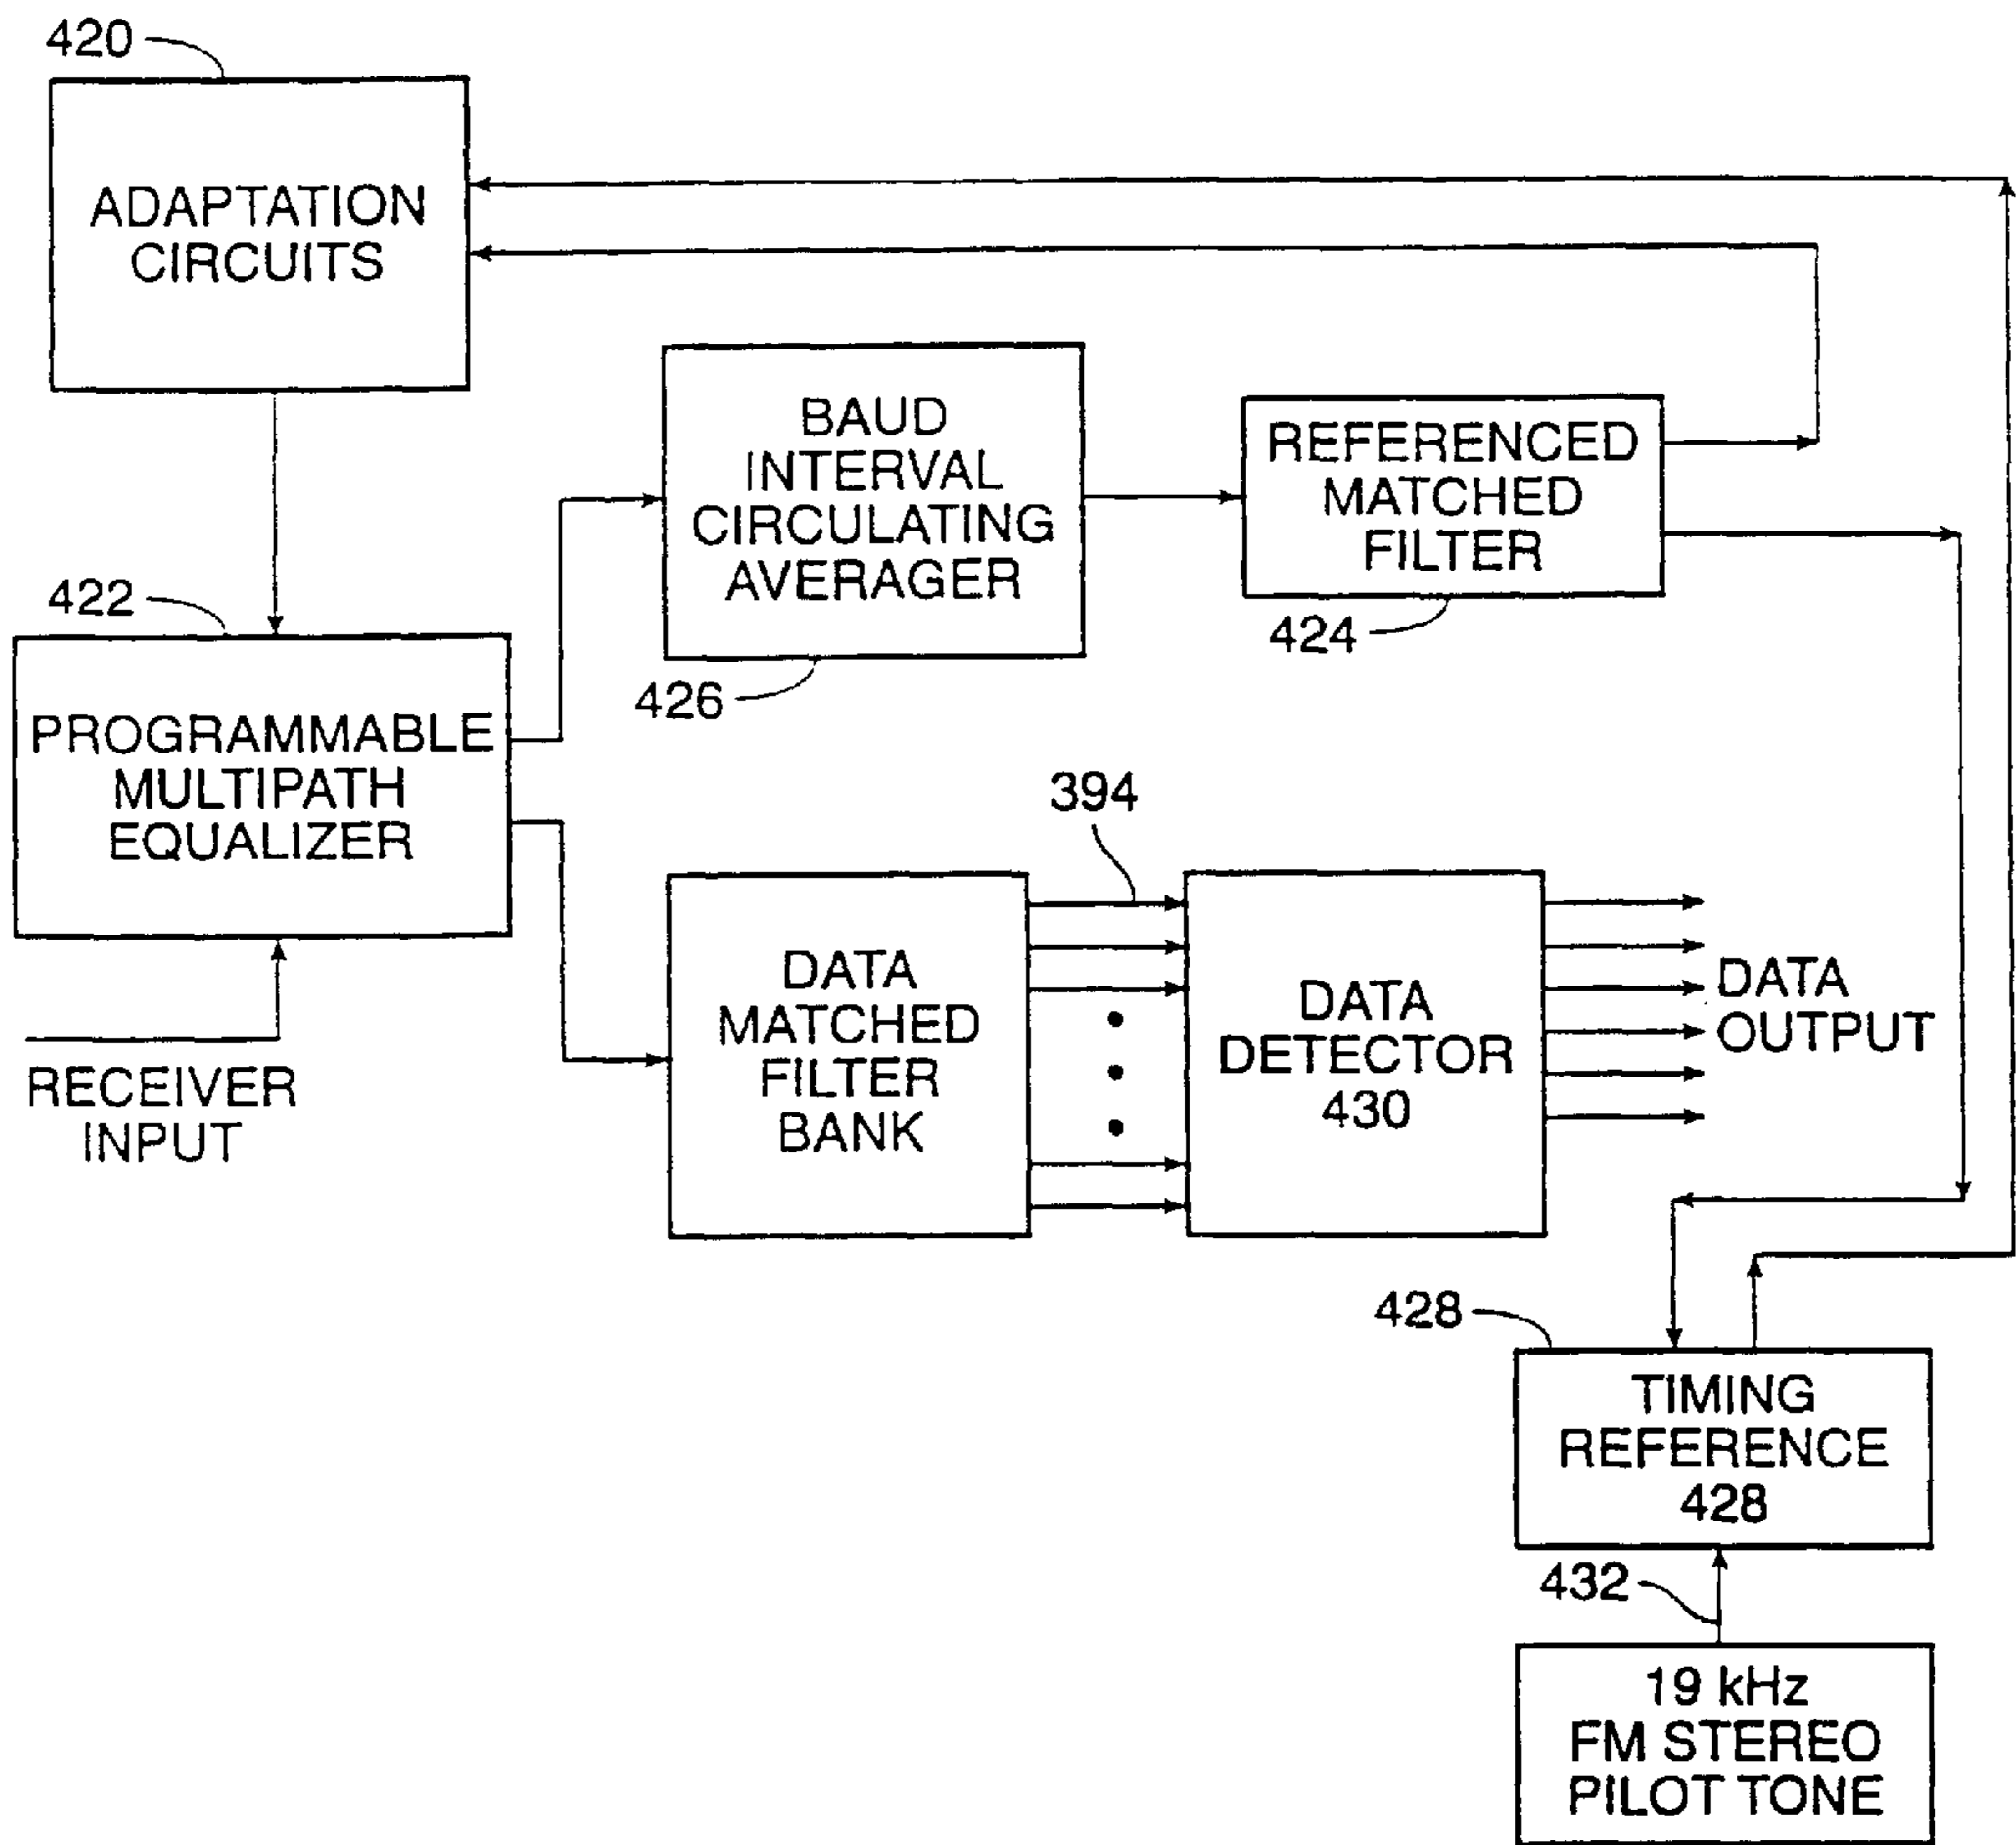 420
ADAPTATION
CIRCUITS
BAUD
INTERVAL
CIRCULATING
AVERAGER
REFERENCED
MATCHED
FILTER
422
424
426
PROGRAMMABLE
MULTIPATH
EQUALIZER
394
RECEIVER
INPUT
DATA
MATCHED
FILTER
BANK
DATA
DETECTOR
430
DATA
OUTPUT
428
TIMING
REFERENCE
428
432
19 kHz
FM STEREO
PILOT TONE